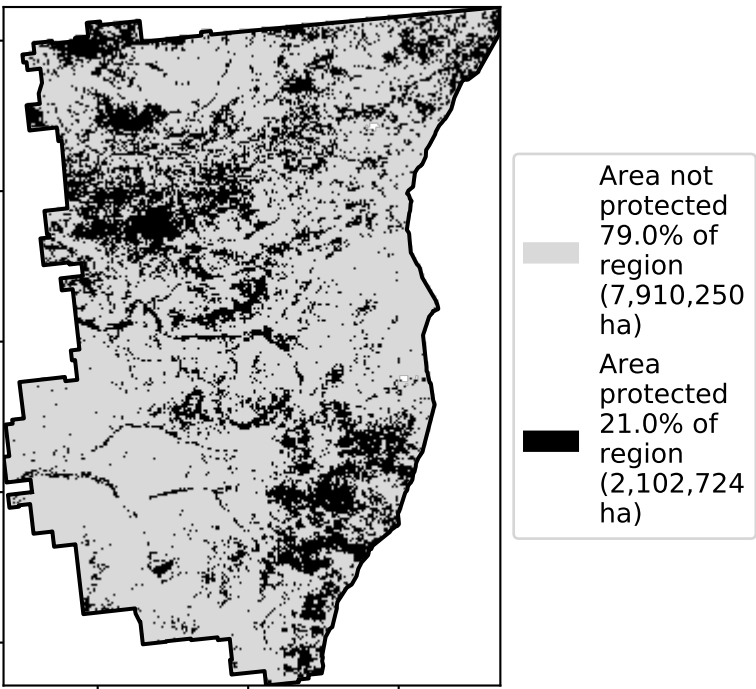 Area not
protected
79.0% of
region
(7,910,250
ha)
Area
protected
21.0% of
region
(2,102,724
ha)